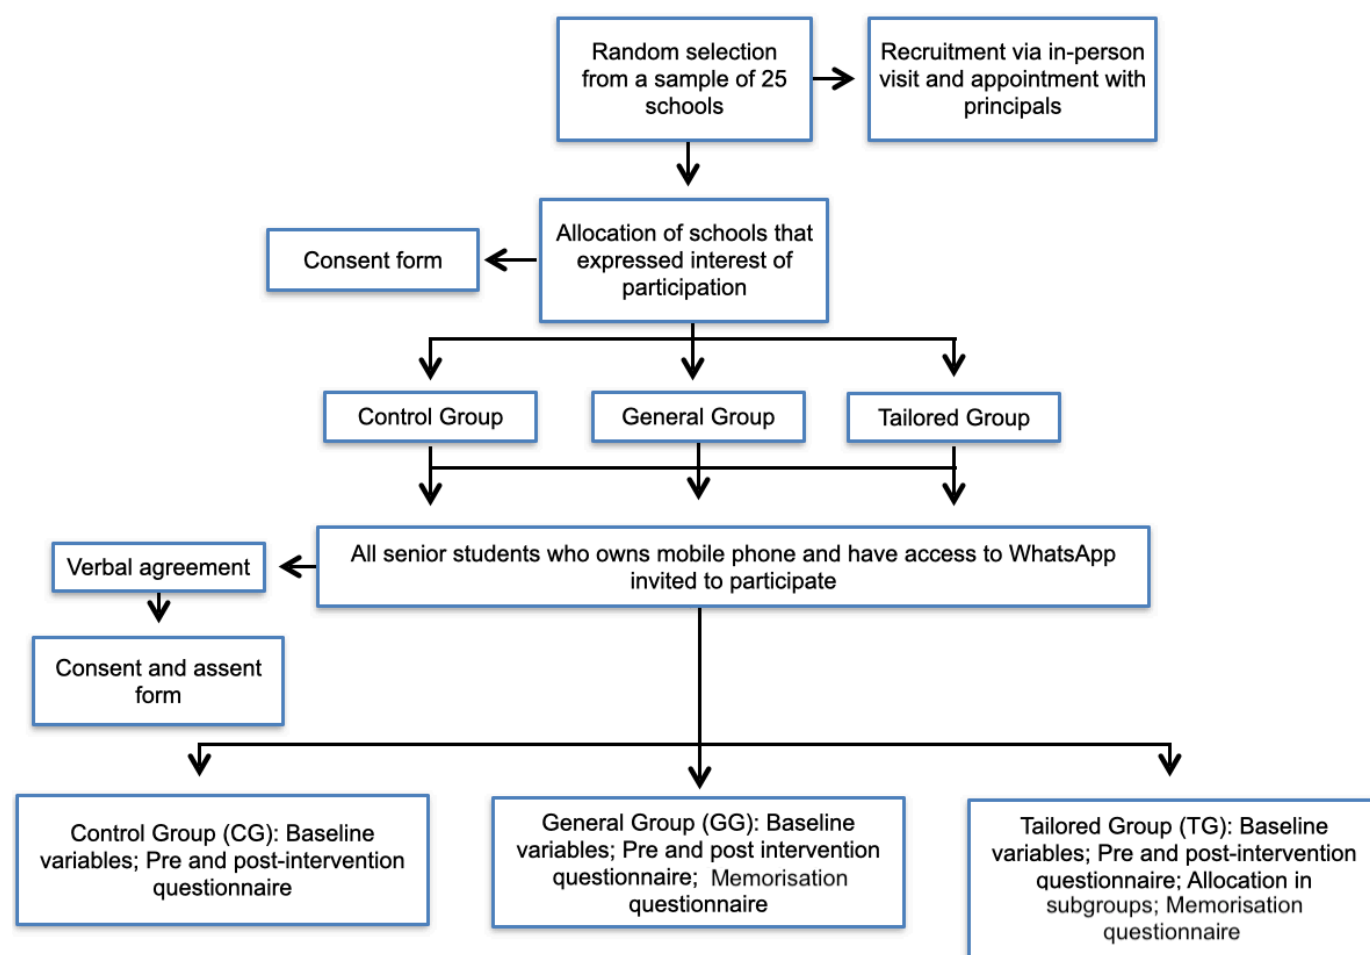 Random selection
from a sample of 25
schools
Recruitment via in-person
visit and appointment with
principals
Allocation of schools that
expressed interest of
participation
Consent form
Control Group
General Group
Tailored Group
All senior students who owns mobile phone and have access to WhatsApp
invited to participate
Verbal agreement
Consent and assent
form
Control Group (CG): Baseline
variables; Pre and post-intervention
questionnaire
General Group (GG): Baseline
variables; Pre and post intervention
questionnaire; Memorisation
questionnaire
Tailored Group (TG): Baseline
variables; Pre and post-intervention
questionnaire; Allocation in
subgroups; Memorisation
questionnaire